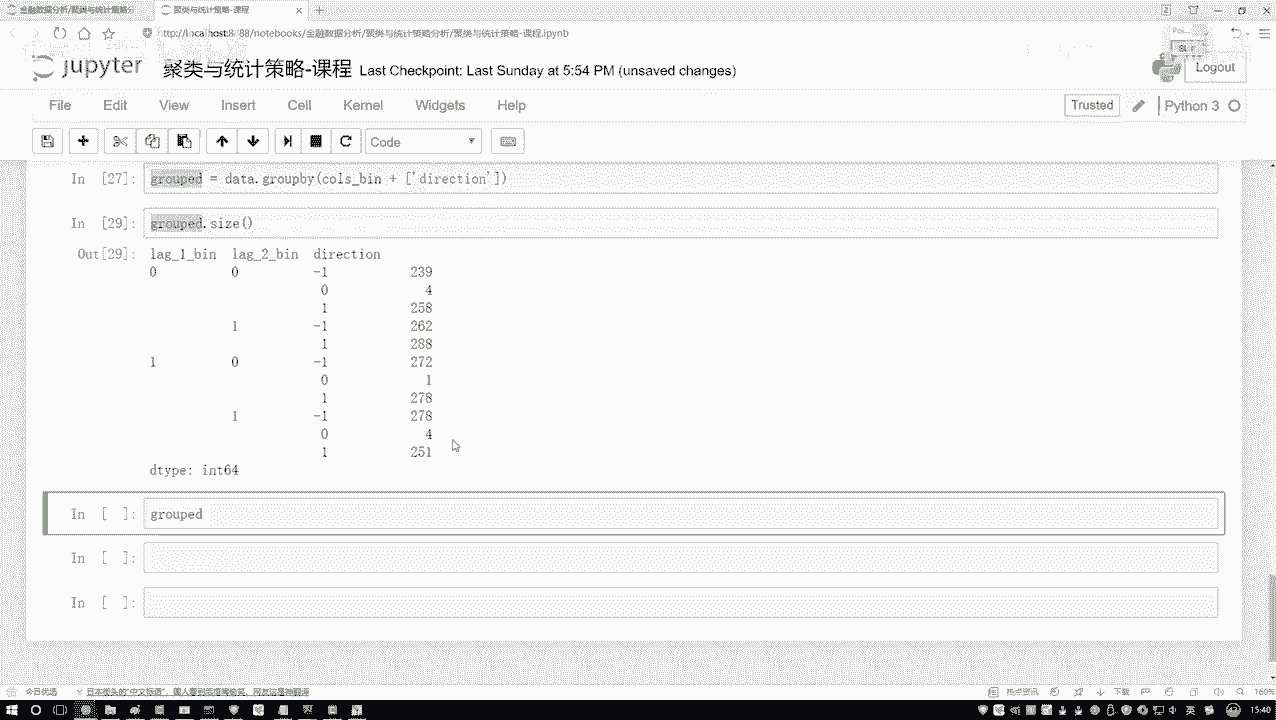 金融数据分析/聚类与统计策略分
聚类与统计策略-课程
localhost:8888/notebooks/金融数据分析/聚类与统计策略分析/聚类与统计策略-课程.ipynb
jupyter 聚类与统计策略-课程 Last Checkpoint: Last Sunday at 5:54 PM (unsaved changes)
Logout
File Edit View Insert Cell Kernel Widgets Help
Trusted Python 3
Code
In [27]: grouped = data.groupby(cols_bin + ['direction'])
In [29]: grouped.size()
Out[29]: lag_1_bin lag_2_bin direction
0 0 -1 239
0 4
1 258
1 -1 262
1 288
1 0 -1 272
0 1
1 278
1 -1 278
0 4
1 251
dtype: int64
In [ ]: grouped
In [ ]:
In [ ]:
今日优选
热点资讯
下载
160%
英
15:40